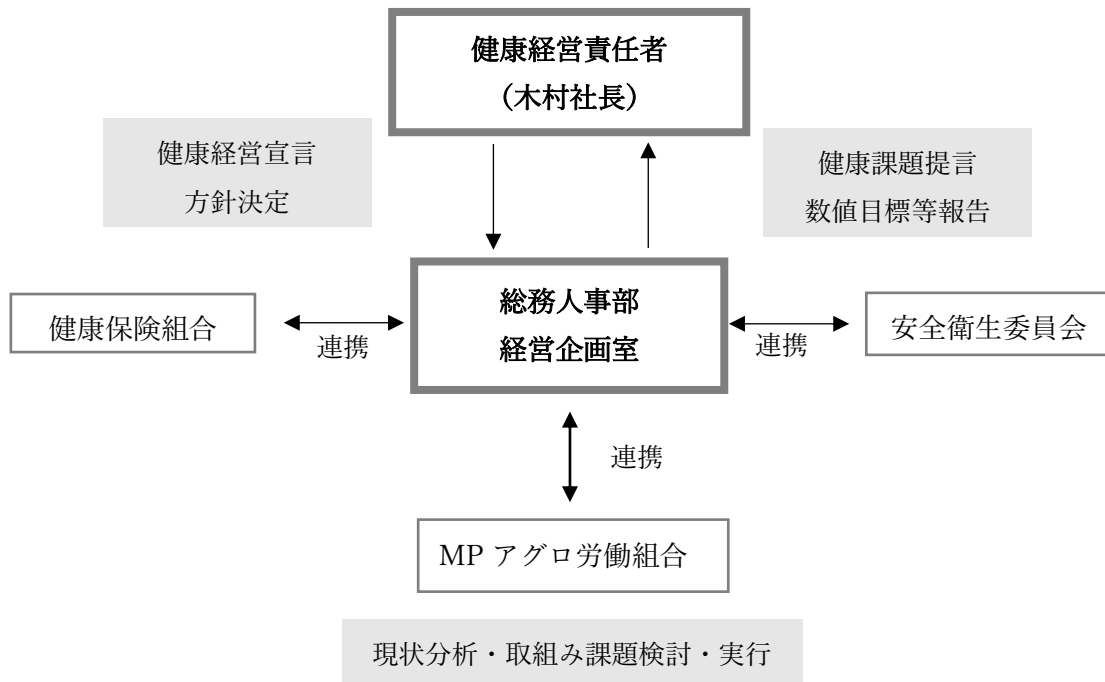 健康経営責任者
(木村社長)
健康経営宣言
方針決定
健康課題提言
数値目標等報告
総務人事部
経営企画室
健康保険組合
連携
連携
安全衛生委員会
連携
MP アグロ労働組合
現状分析・取組み課題検討・実行